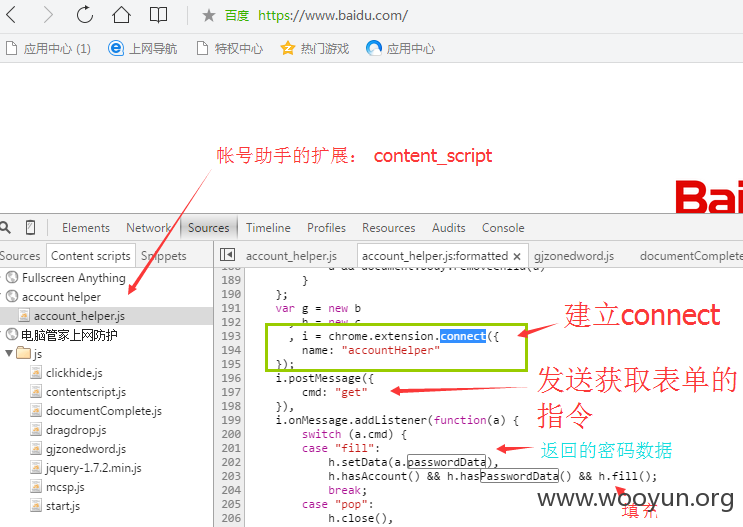 百度 https://www.baidu.com/
应用中心 (1) 上网导航 特权中心 热门游戏 应用中心
帐号助手的扩展: content_script
Bai
Elements Network Sources Timeline Profiles Resources Audits Console
Sources Content scripts Snippets
account_helper.js account_helper.js:formatted × gjzonedword.js documentComplete
Fullscreen Anything
account helper
account_helper.js
电脑管家上网防护
js
clickhide.js
contentscript.js
documentComplete.js
dragdrop.js
gjzonedword.js
jquery-1.7.2.min.js
mcsp.js
start.js
189 }
190 };
191 var g = new b
192 , h = new c
193 , i = chrome.extension.connect({
194 name: "accountHelper"
195 });
196 i.postMessage({
197 cmd: "get"
198 }),
199 i.onMessage.addListener(function(a) {
200 switch (a.cmd) {
201 case "fill":
202 h.setData(a.passwordData),
203 h.hasAccount() && h.hasPasswordData() && h.fill();
204 break;
205 case "pop":
206 h.close(),
建立connect
发送获取表单的
指令
返回的密码数据
填充
www.wooyun.org